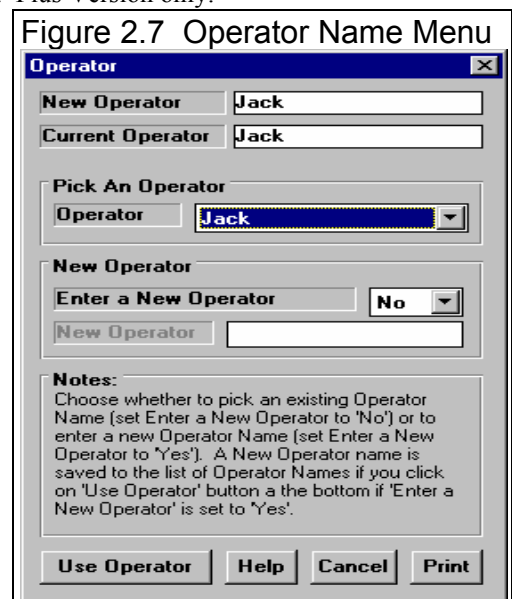 Plus Version only.
Figure 2.7 Operator Name Menu
Operator
New Operator Jack
Current Operator Jack
Pick An Operator
Operator Jack
New Operator
Enter a New Operator No
New Operator
Notes:
Choose whether to pick an existing Operator
Name (set Enter a New Operator to 'No') or to
enter a new Operator Name (set Enter a New
Operator to 'Yes'). A New Operator name is
saved to the list of Operator Names if you click
on 'Use Operator' button a the bottom if 'Enter a
New Operator' is set to 'Yes'.
Use Operator Help Cancel Print